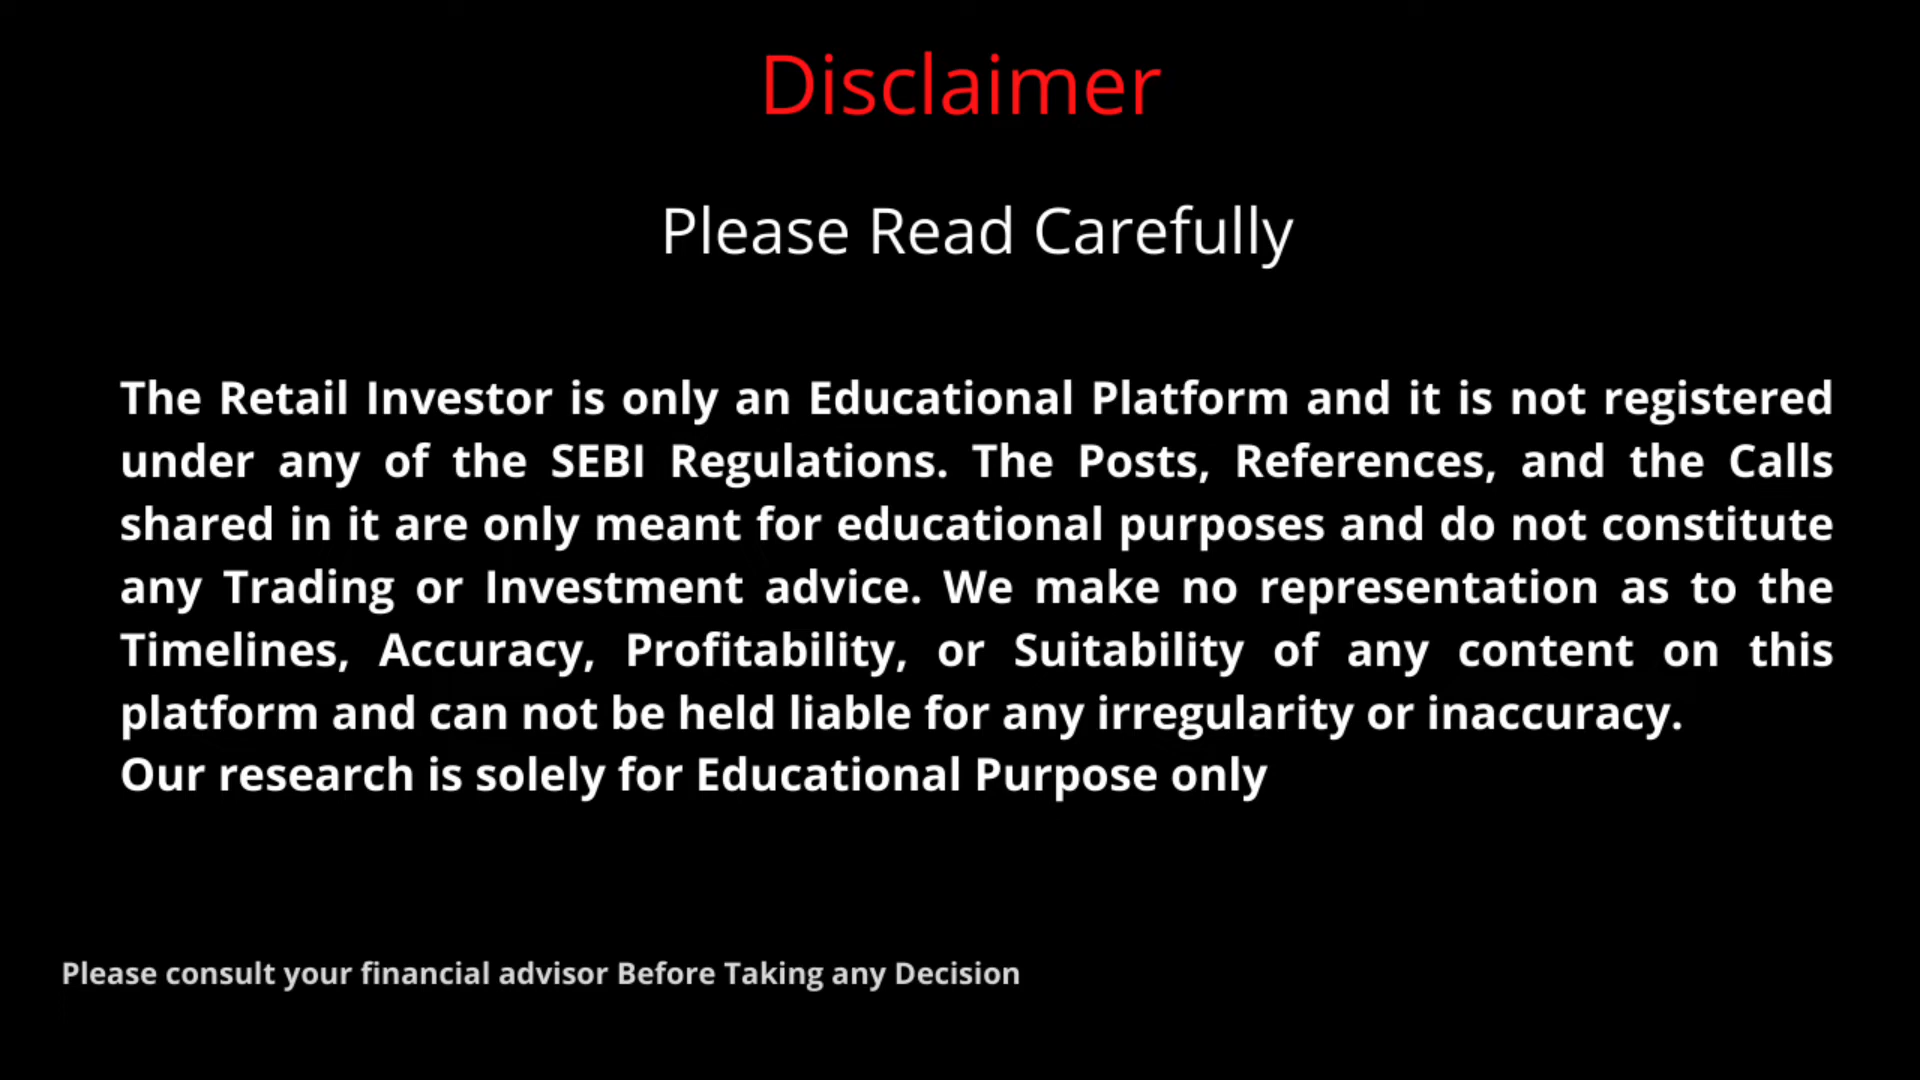 Disclaimer
Please Read Carefully
The Retail Investor is only an Educational Platform and it is not registered
under any of the SEBI Regulations. The Posts, References, and the Calls
shared in it are only meant for educational purposes and do not constitute
any Trading or Investment advice. We make no representation as to the
Timelines, Accuracy, Profitability, or Suitability of any content on this
platform and can not be held liable for any irregularity or inaccuracy.
Our research is solely for Educational Purpose only
Please consult your financial advisor Before Taking any Decision